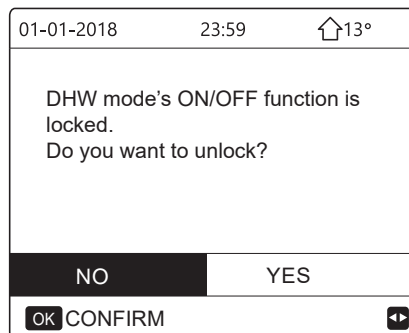 01-01-2018 23:59 13°
DHW mode's ON/OFF function is
locked.
Do you want to unlock?
NO YES
OK CONFIRM